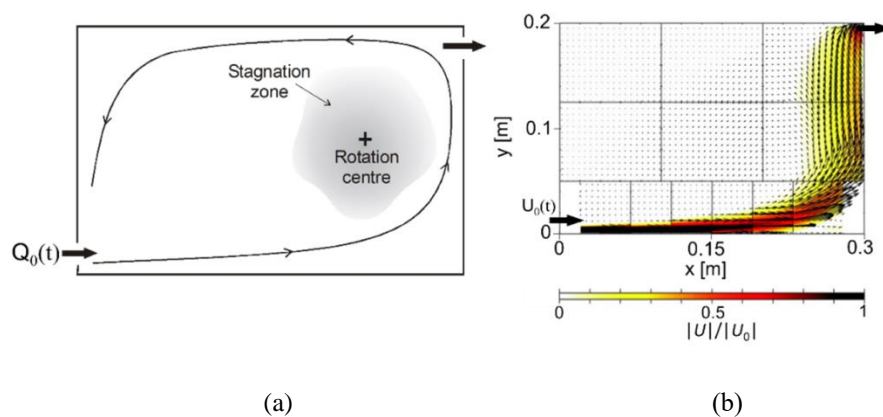 Stagnation
zone
+
Rotation
centre
Q₀(t)
(a)
b)
0.2
0.1
0
y [m]
U₀(t)
0
0.15
0.3
x [m]
0
0.5
1
|U|/|U₀|
(b)